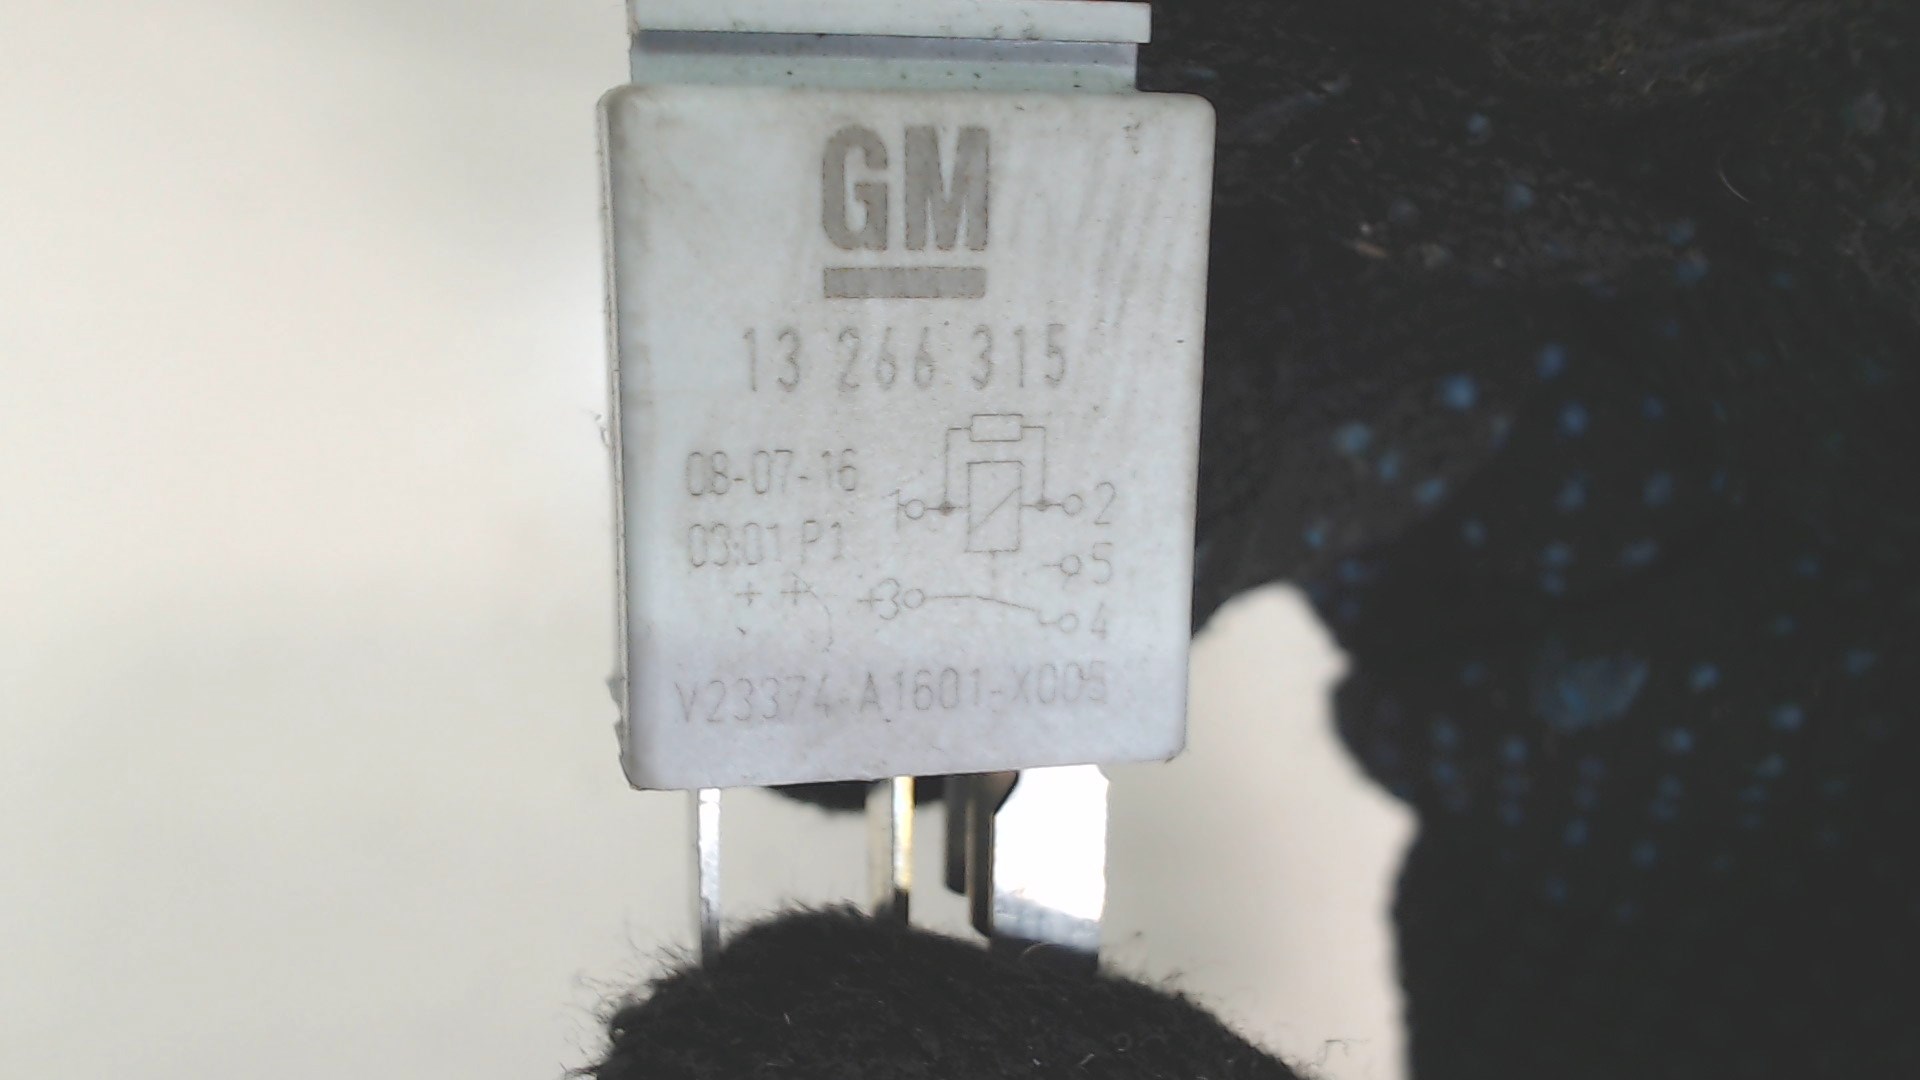 GM
13 266 315
08-07-16
03:01 P1
1 2
5
+3 4
V23374-A1601-X005